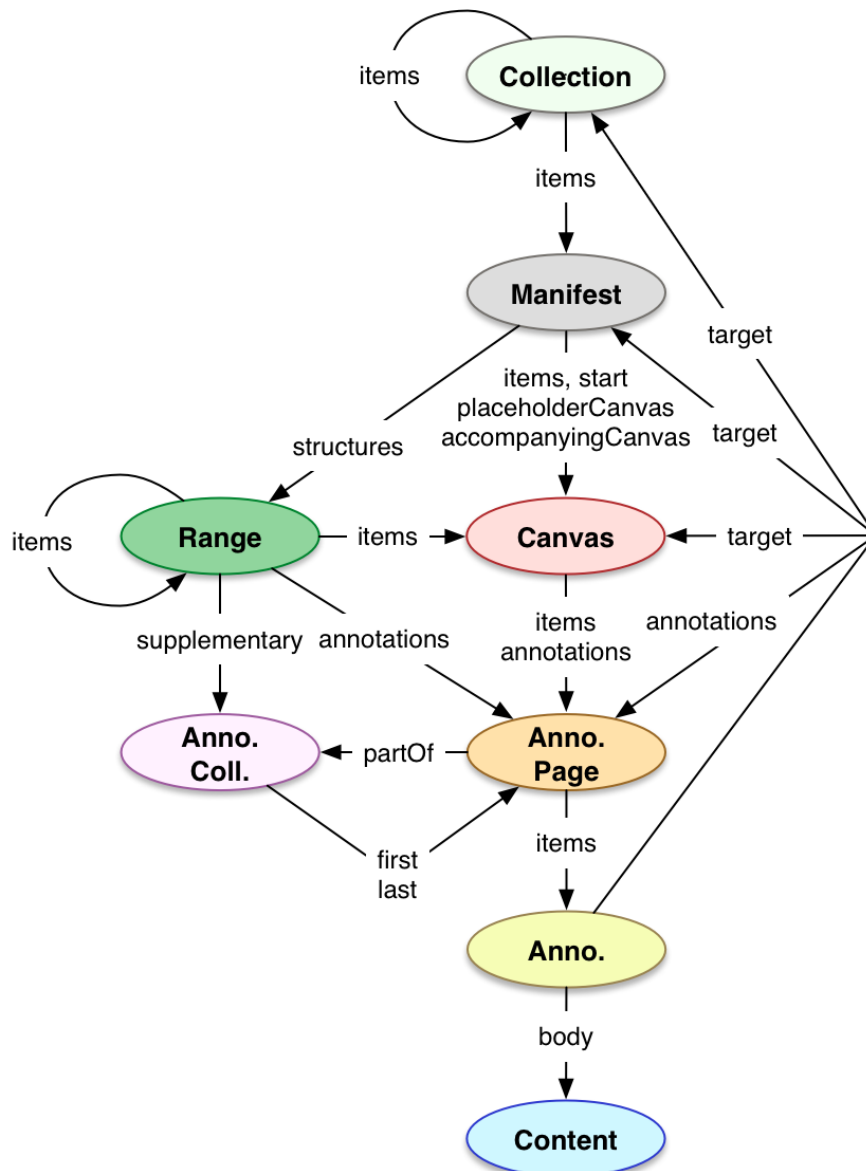 Collection
items
items
Manifest
target
items, start
placeholderCanvas
accompanyingCanvas
target
structures
Range
items
Canvas
target
items
supplementary
annotations
items
annotations
annotations
Anno.
Coll.
partOf
Anno.
Page
items
first
last
Anno.
body
Content